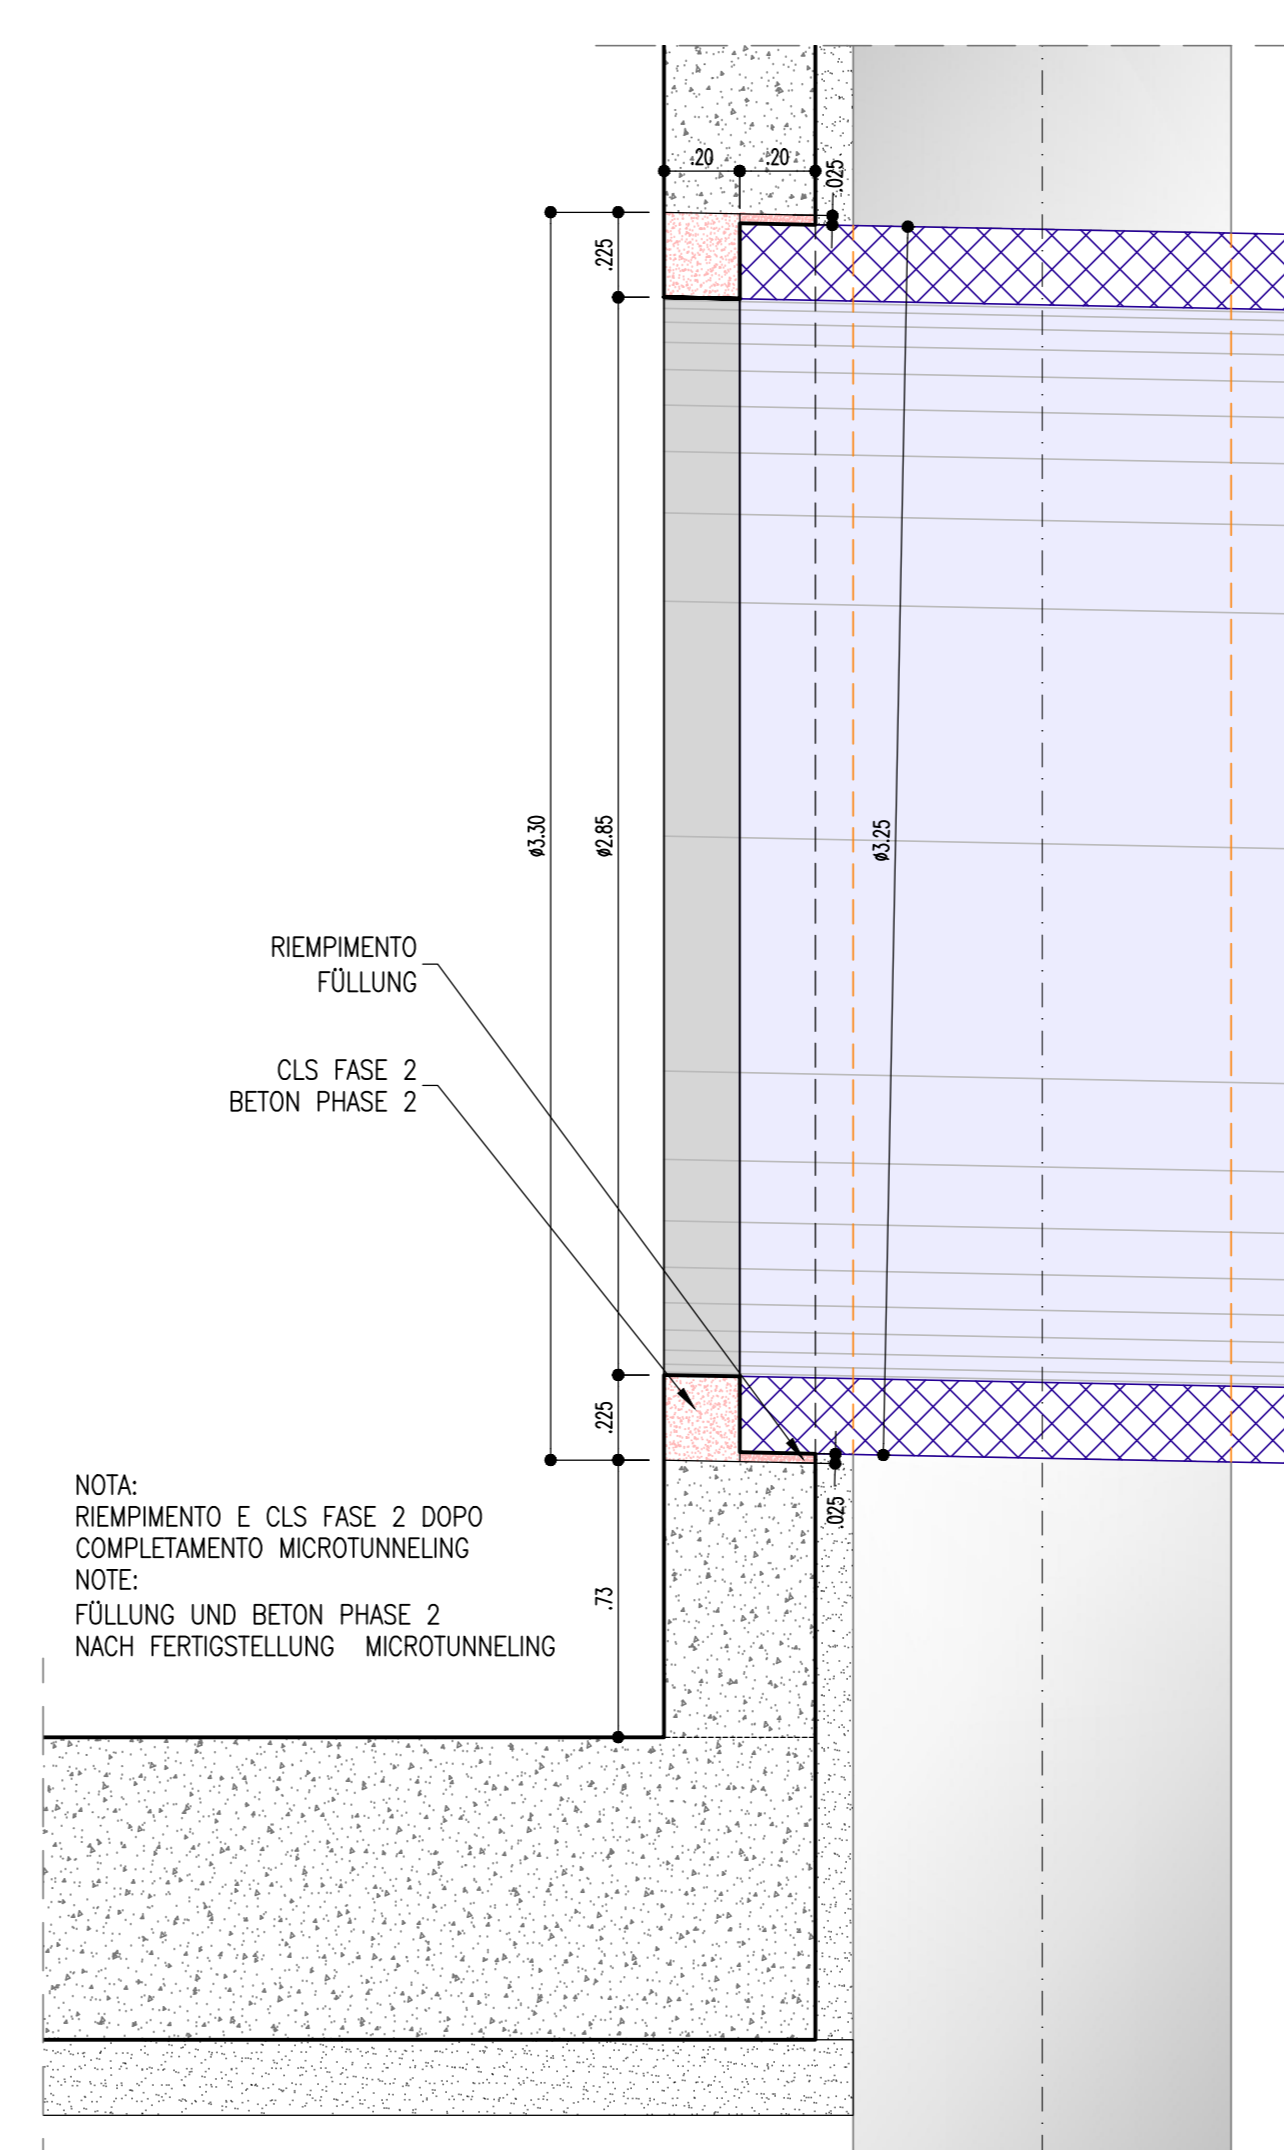 .20
.20
.025
.225
ø3.30
ø2.85
ø3.25
RIEMPIMENTO
FÜLLUNG
CLS FASE 2
BETON PHASE 2
.225
.025
NOTA:
RIEMPIMENTO E CLS FASE 2 DOPO
COMPLETAMENTO MICROTUNNELING
NOTE:
FÜLLUNG UND BETON PHASE 2
NACH FERTIGSTELLUNG MICROTUNNELING
.73